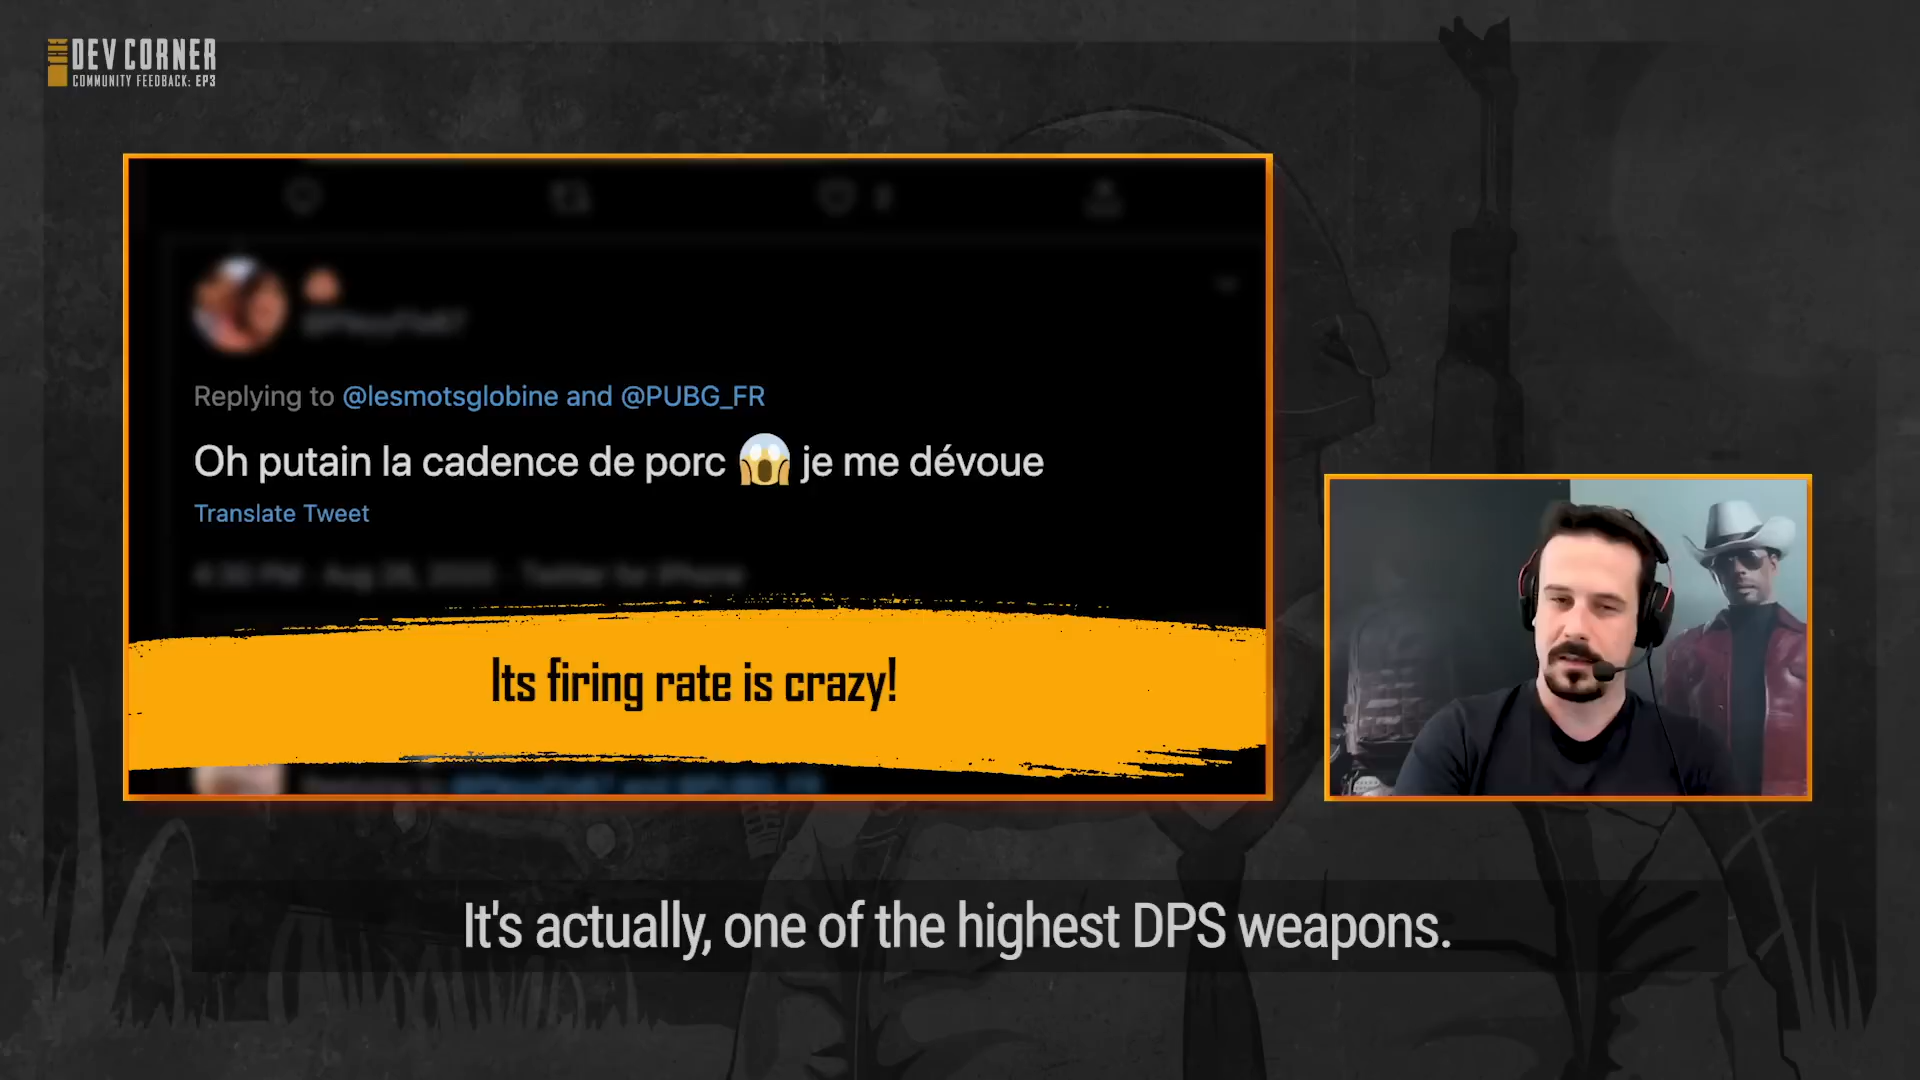 THE
DEV CORNER
COMMUNITY FEEDBACK: EP3
Replying to @lesmotsglobine and @PUBG_FR
Oh putain la cadence de porc 😱 je me dévoue
Translate Tweet
Its firing rate is crazy!
It's actually, one of the highest DPS weapons.